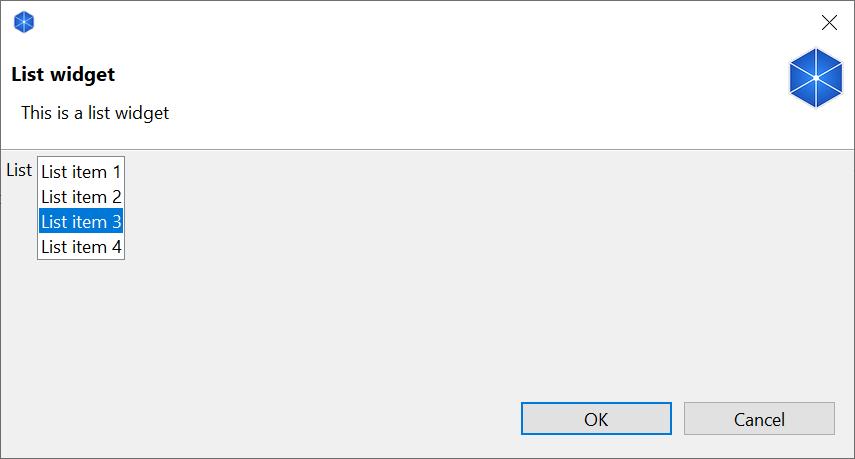 List widget
This is a list widget
List
List item 1
List item 2
List item 3
List item 4
OK
Cancel